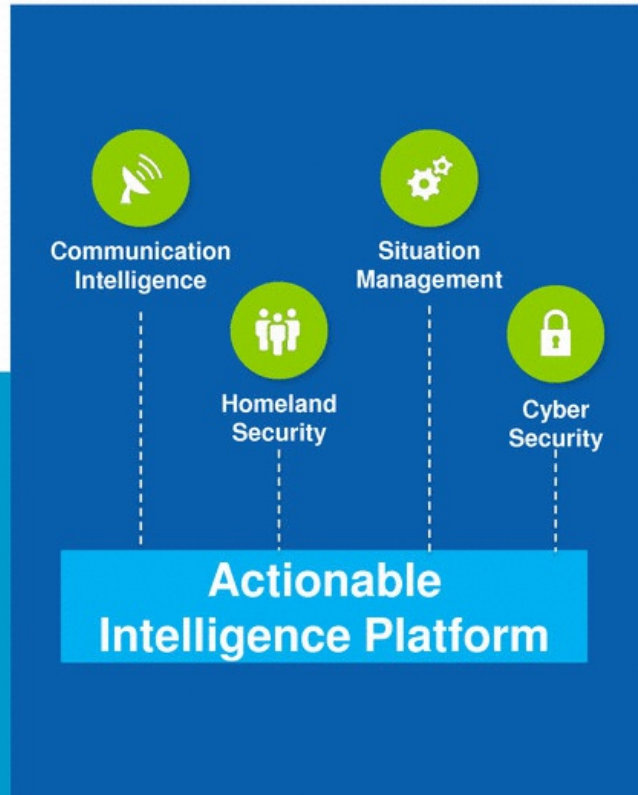 Communication
Intelligence
Situation
Management
Homeland
Security
Cyber
Security
Actionable
Intelligence Platform